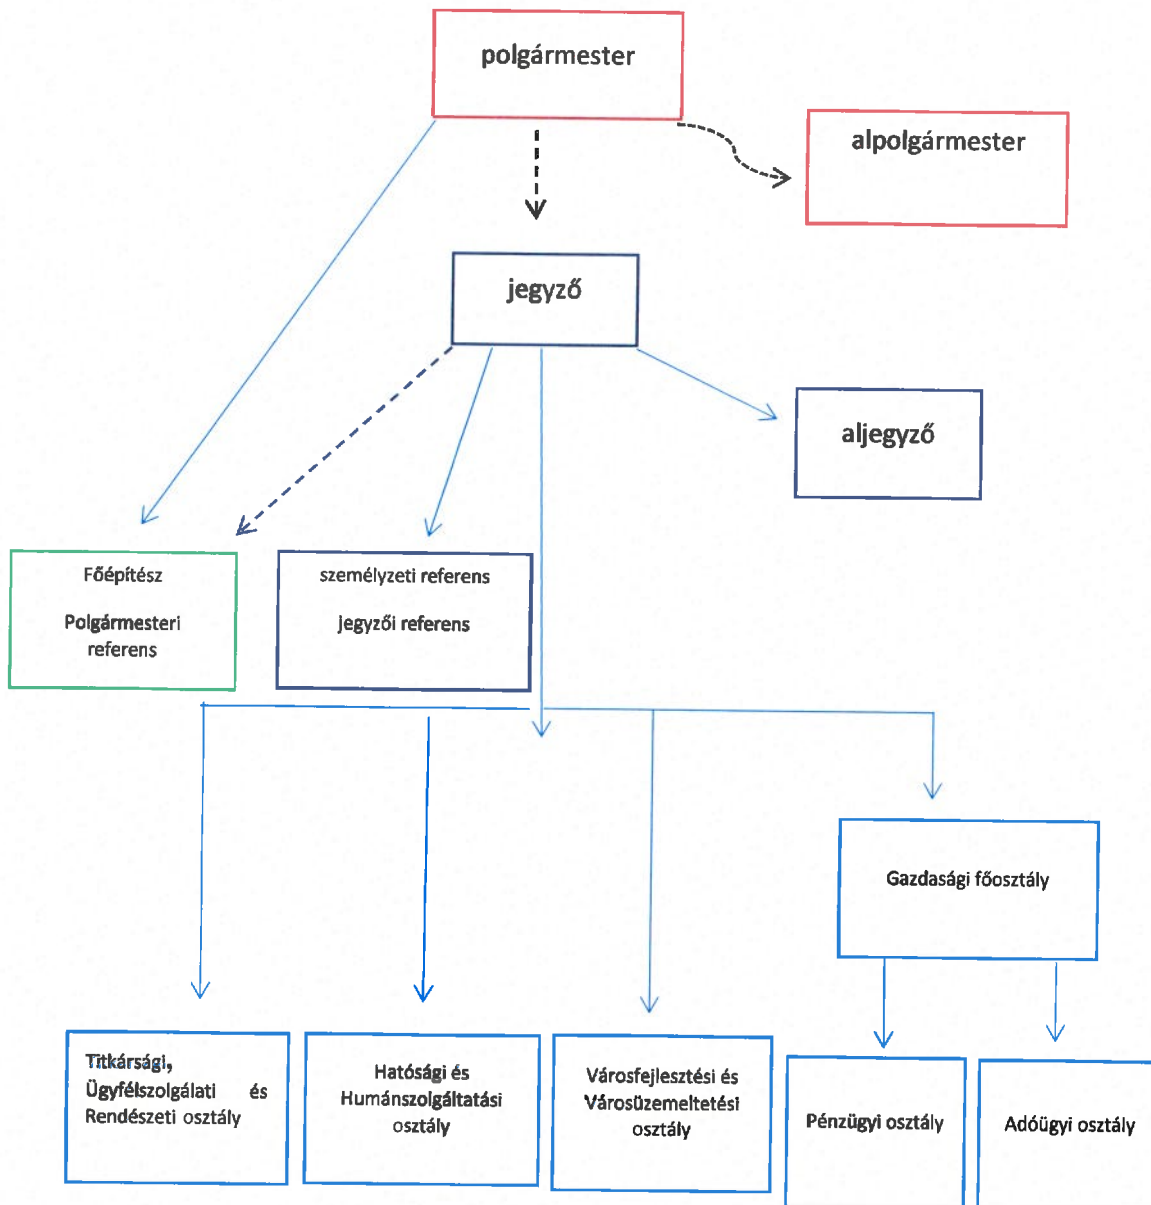 polgármester
alpolgármester
jegyző
aljegyző
Főépítész
Polgármesteri
referens
személyzeti referens
jegyzői referens
Gazdasági főosztály
Titkársági,
Ügyfélszolgálati és
Rendészeti osztály
Hatósági és
Humánszolgáltatási
osztály
Városfejlesztési és
Városüzemeltetési
osztály
Pénzügyi osztály
Adóügyi osztály